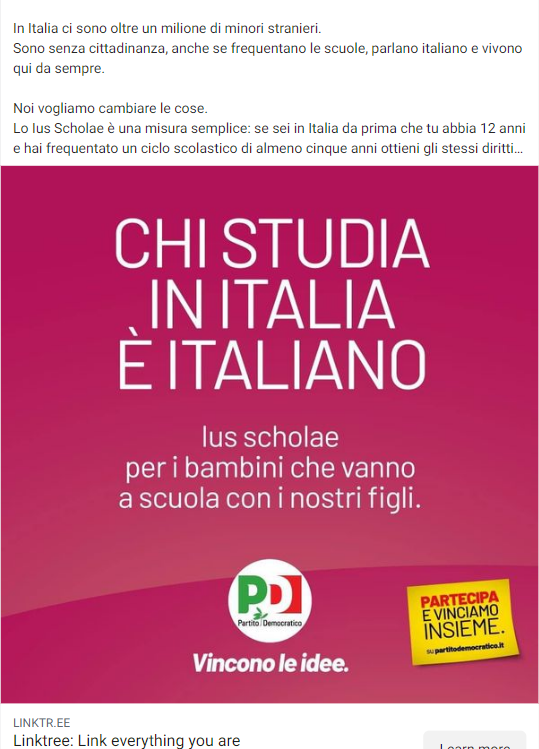 In Italia ci sono oltre un milione di minori stranieri.
Sono senza cittadinanza, anche se frequentano le scuole, parlano italiano e vivono
qui da sempre.
Noi vogliamo cambiare le cose.
Lo Ius Scholae è una misura semplice: se sei in Italia da prima che tu abbia 12 anni
e hai frequentato un ciclo scolastico di almeno cinque anni ottieni gli stessi diritti...
CHI STUDIA
IN ITALIA
È ITALIANO
Ius scholae
per i bambini che vanno
a scuola con i nostri figli.
PD
Partito Democratico
Vincono le idee.
PARTECIPA
E VINCIAMO
INSIEME.
su partitodemocratico.it
LINKTR.EE
Linktree: Link everything you are
Learn more